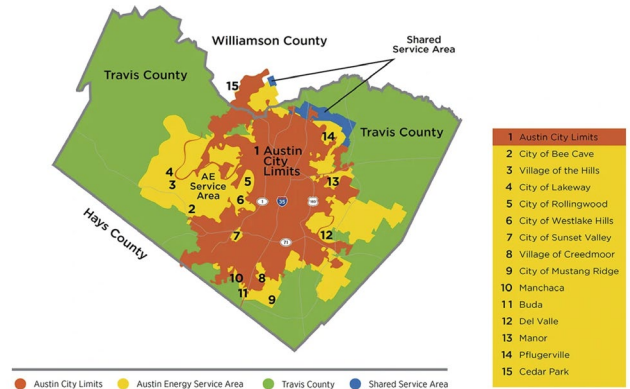 Williamson County
Shared
Service Area
Travis County
15
14
Travis County
1 Austin
City
Limits
4
3
AE
Service
Area
5
13
6
1
35
183
2
7
12
71
Hays County
10
8
11
9
1 Austin City Limits
2 City of Bee Cave
3 Village of the Hills
4 City of Lakeway
5 City of Rollingwood
6 City of Westlake Hills
7 City of Sunset Valley
8 Village of Creedmoor
9 City of Mustang Ridge
10 Manchaca
11 Buda
12 Del Valle
13 Manor
14 Pflugerville
15 Cedar Park
Austin City Limits
Austin Energy Service Area
Travis County
Shared Service Area